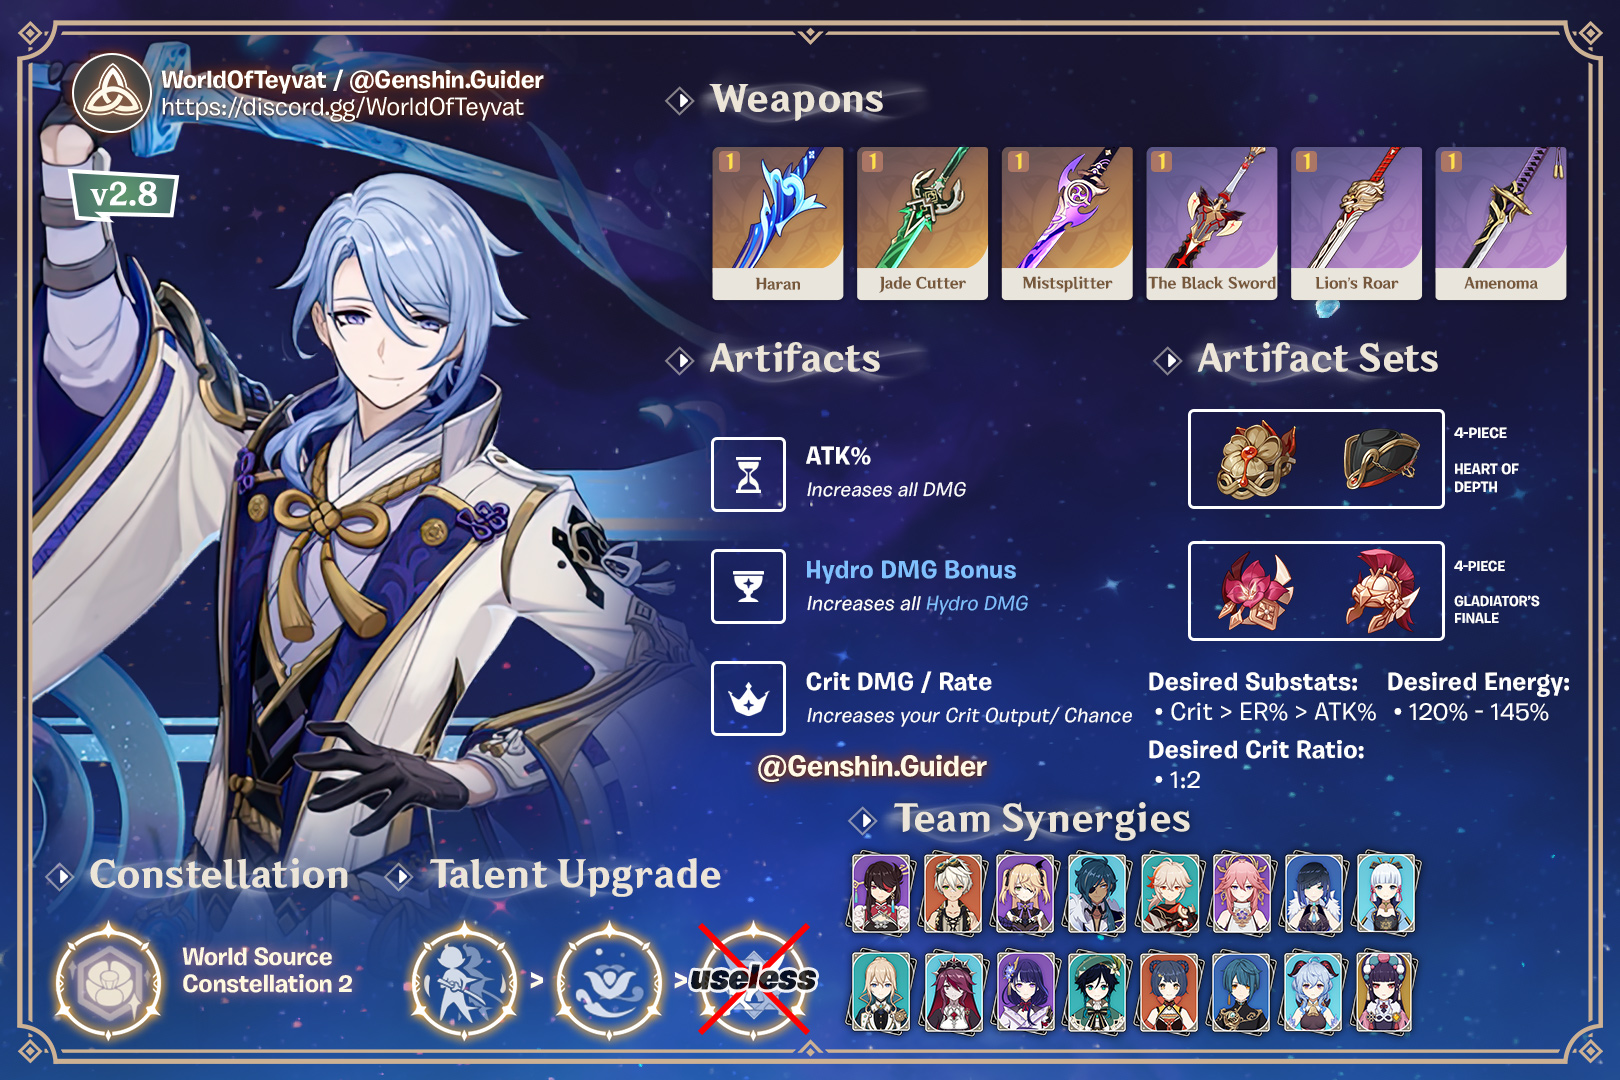 WorldOfTeyvat / @Genshin.Guider
https://discord.gg/WorldOfTeyvat
v2.8
Weapons
1
1
1
1
1
1
Haran
Jade Cutter
Mistsplitter
The Black Sword
Lion's Roar
Amenoma
Artifacts
ATK%
Increases all DMG
Hydro DMG Bonus
Increases all Hydro DMG
Crit DMG / Rate
Increases your Crit Output/ Chance
@Genshin.Guider
Artifact Sets
4-PIECE
HEART OF
DEPTH
4-PIECE
GLADIATOR'S
FINALE
Desired Substats:
• Crit > ER% > ATK%
Desired Energy:
• 120% - 145%
Desired Crit Ratio:
• 1:2
Team Synergies
Constellation
World Source
Constellation 2
Talent Upgrade
>
>
useless